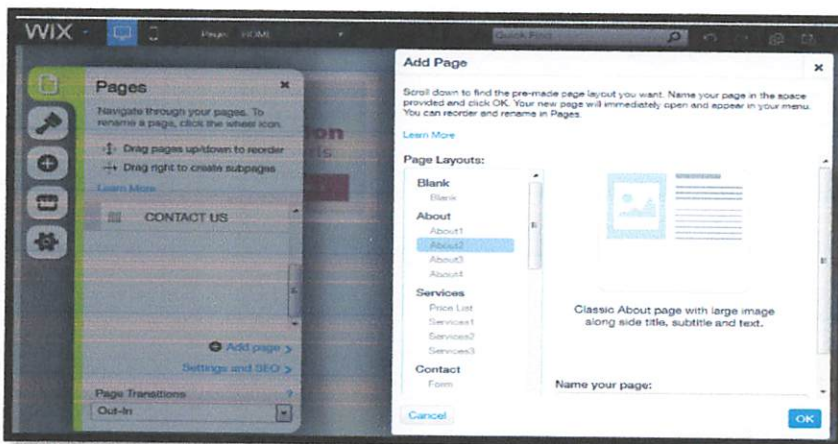 WIX
Page: HOME
Quick Find
Pages
Navigate through your pages. To
rename a page, click the wheel icon.
Drag pages up/down to reorder
Drag right to create subpages
Learn More
CONTACT US
Add page >
Settings and SEO >
Page Transitions ?
Out-In
Add Page
Scroll down to find the pre-made page layout you want. Name your page in the space
provided and click OK. Your new page will immediately open and appear in your menu.
You can reorder and rename in Pages.
Learn More
Page Layouts:
Blank
Blank
About
About1
About2
About3
About4
Services
Price List
Services1
Services2
Services3
Contact
Form
Classic About page with large image
along side title, subtitle and text.
Name your page:
Cancel
OK